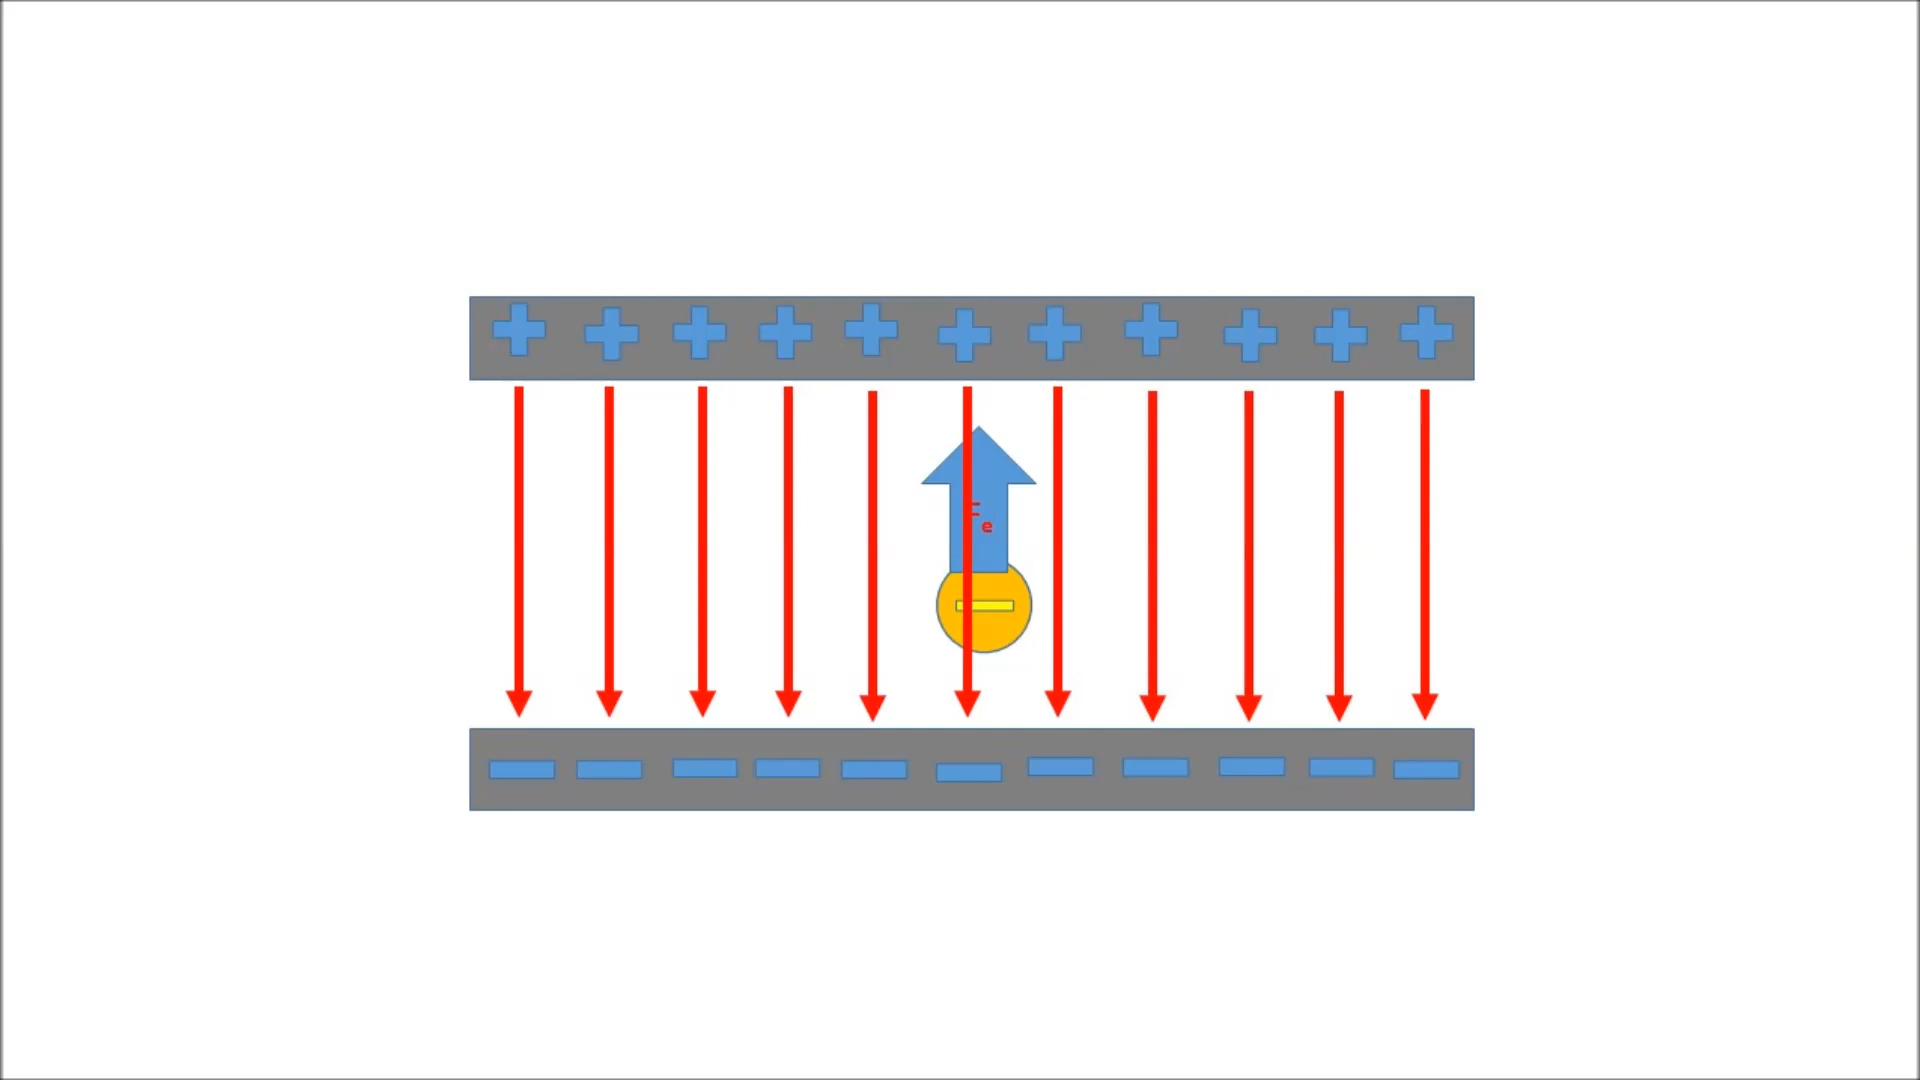 + + + + + + + + + + +
Fe
−
− − − − − − − − − − −